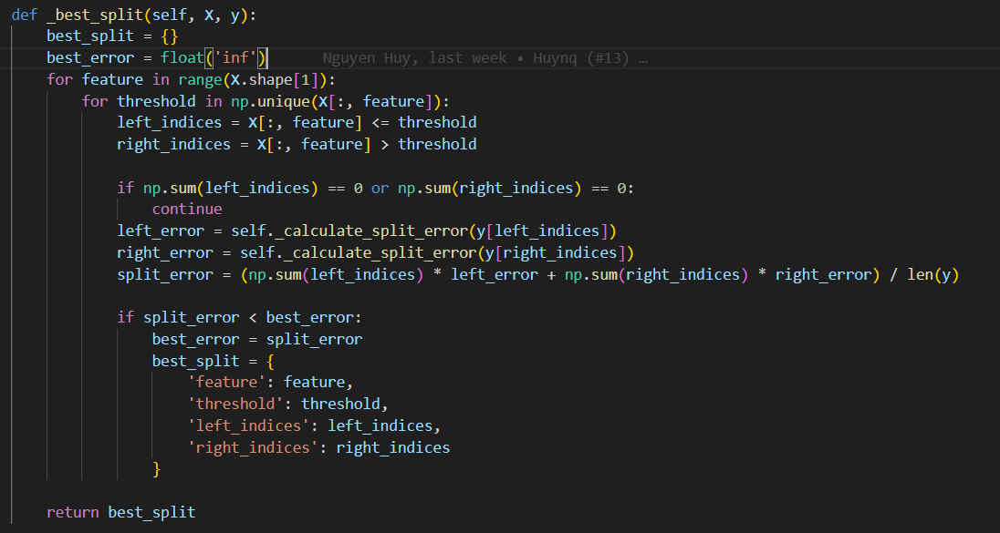 def _best_split(self, X, y):
    best_split = {}
    best_error = float('inf')        Nguyen Huy, last week • Huynq (#13) …
    for feature in range(X.shape[1]):
        for threshold in np.unique(X[:, feature]):
            left_indices = X[:, feature] <= threshold
            right_indices = X[:, feature] > threshold

            if np.sum(left_indices) == 0 or np.sum(right_indices) == 0:
                continue
            left_error = self._calculate_split_error(y[left_indices])
            right_error = self._calculate_split_error(y[right_indices])
            split_error = (np.sum(left_indices) * left_error + np.sum(right_indices) * right_error) / len(y)

            if split_error < best_error:
                best_error = split_error
                best_split = {
                    'feature': feature,
                    'threshold': threshold,
                    'left_indices': left_indices,
                    'right_indices': right_indices
                }

    return best_split